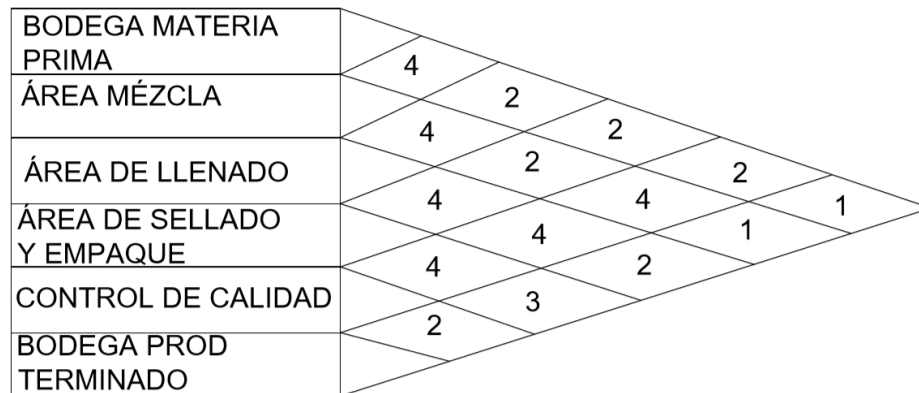 BODEGA MATERIA
PRIMA
4
ÁREA MÉZCLA
2
4
2
ÁREA DE LLENADO
2
2
4
4
1
ÁREA DE SELLADO
Y EMPAQUE
4
1
4
2
CONTROL DE CALIDAD
3
2
BODEGA PROD
TERMINADO